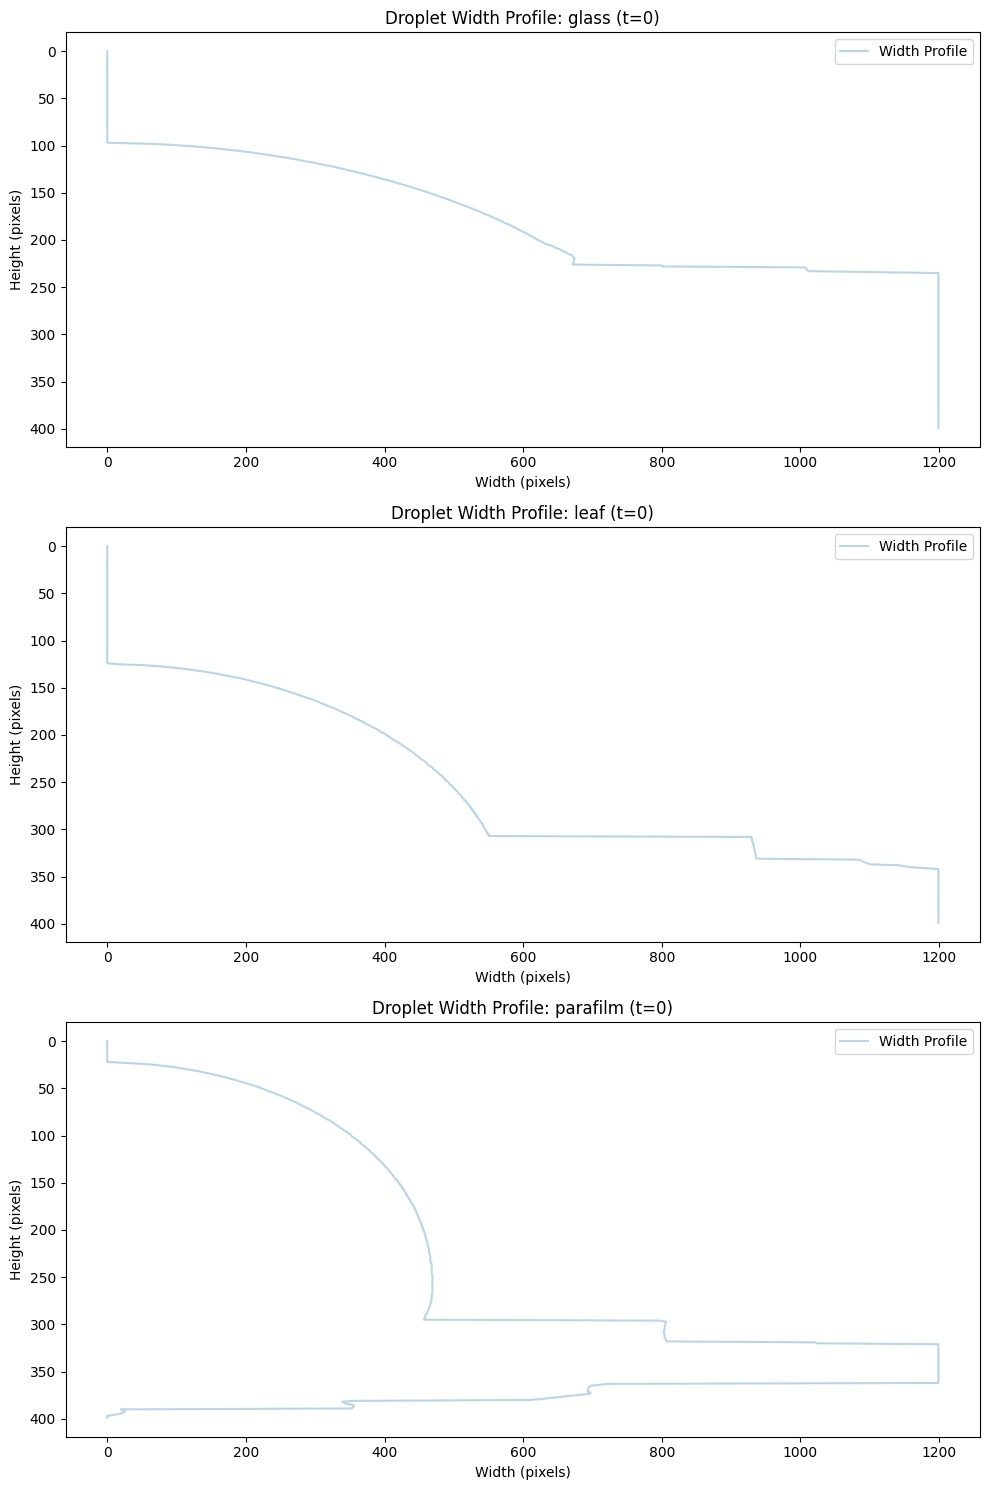 Droplet Width Profile: glass (t=0)
Width Profile
0
50
100
150
200
250
300
350
400
Height (pixels)
0 200 400 600 800 1000 1200
Width (pixels)
Droplet Width Profile: leaf (t=0)
Width Profile
0
50
100
150
200
250
300
350
400
Height (pixels)
0 200 400 600 800 1000 1200
Width (pixels)
Droplet Width Profile: parafilm (t=0)
Width Profile
0
50
100
150
200
250
300
350
400
Height (pixels)
0 200 400 600 800 1000 1200
Width (pixels)